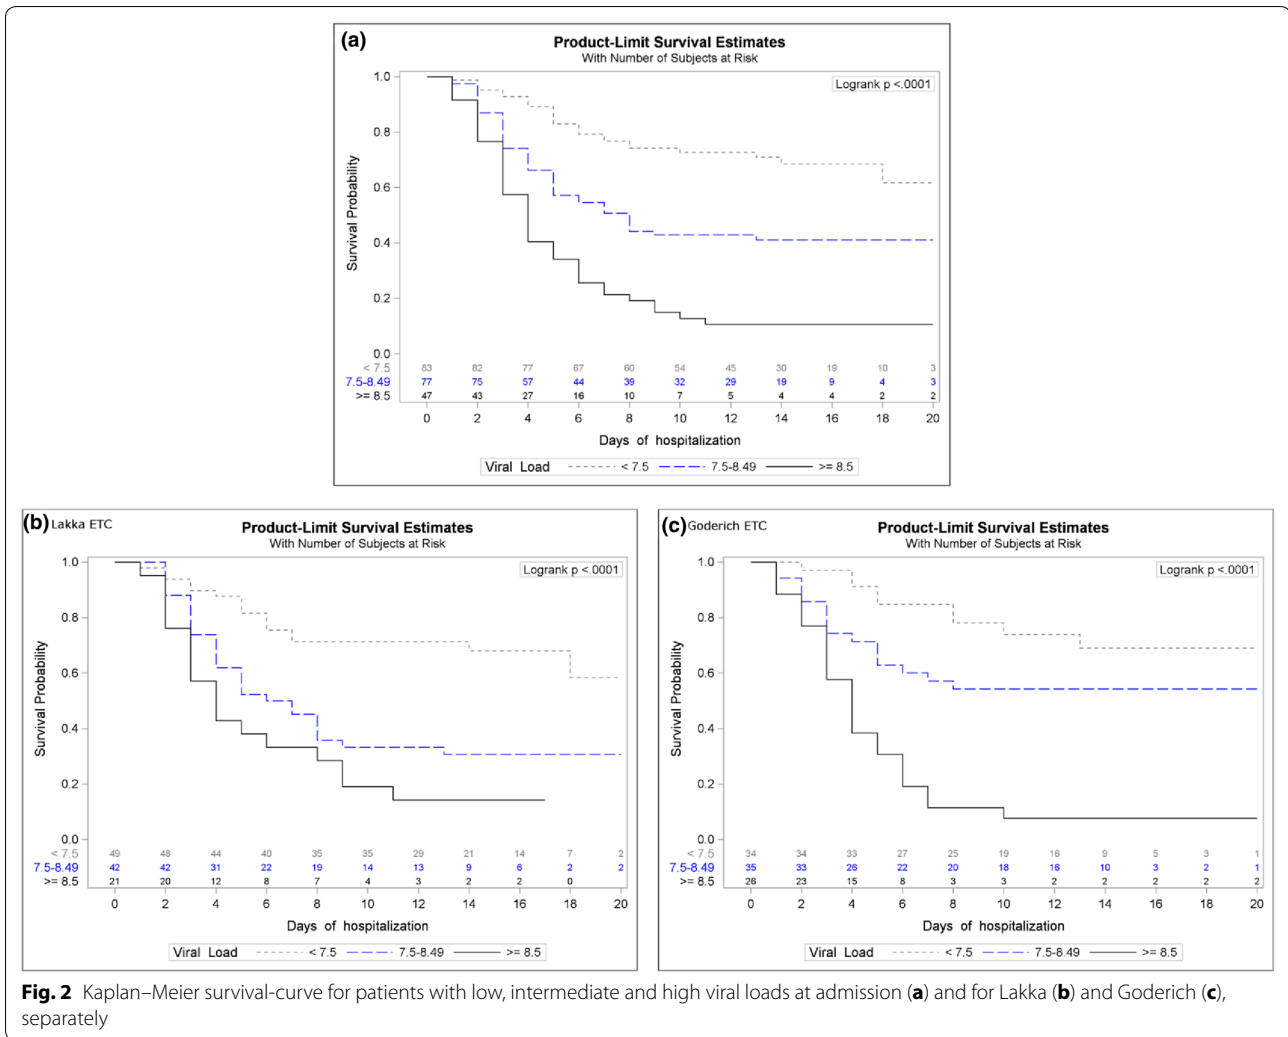 (a)
Product-Limit Survival Estimates
With Number of Subjects at Risk
Logrank p <.0001
1.0
0.8
0.6
0.4
0.2
0.0
Survival Probability
< 7.5 83 82 77 67 60 54 45 30 19 10 3
7.5-8.49 77 75 57 44 39 32 29 19 9 4 3
>= 8.5 47 43 27 16 10 7 5 4 4 2 2
0 2 4 6 8 10 12 14 16 18 20
Days of hospitalization
Viral Load < 7.5 7.5-8.49 >= 8.5
(b) Lakka ETC
Product-Limit Survival Estimates
With Number of Subjects at Risk
Logrank p <.0001
1.0
0.8
0.6
0.4
0.2
0.0
Survival Probability
< 7.5 49 48 44 40 35 35 29 21 14 7 2
7.5-8.49 42 42 31 22 19 14 13 9 6 2 2
>= 8.5 21 20 12 8 7 4 3 2 2 0
0 2 4 6 8 10 12 14 16 18 20
Days of hospitalization
Viral Load < 7.5 7.5-8.49 >= 8.5
(c) Goderich ETC
Product-Limit Survival Estimates
With Number of Subjects at Risk
Logrank p <.0001
1.0
0.8
0.6
0.4
0.2
0.0
Survival Probability
< 7.5 34 34 33 27 25 19 16 9 5 3 1
7.5-8.49 35 33 26 22 20 18 16 10 3 2 1
>= 8.5 26 23 15 8 3 3 2 2 2 2 2
0 2 4 6 8 10 12 14 16 18 20
Days of hospitalization
Viral Load < 7.5 7.5-8.49 >= 8.5
Fig. 2 Kaplan–Meier survival-curve for patients with low, intermediate and high viral loads at admission (a) and for Lakka (b) and Goderich (c),
separately